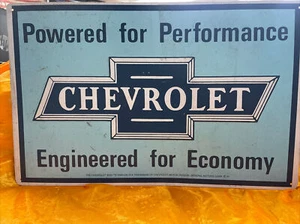 Powered for Performance
CHEVROLET
Engineered for Economy